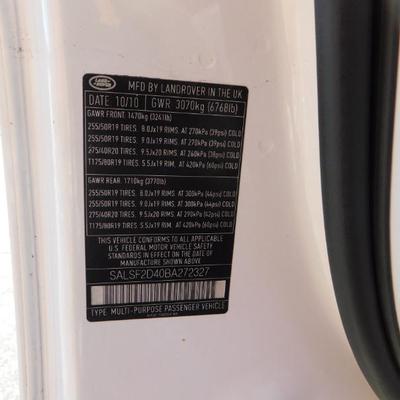 LAND
ROVER
MFD BY LANDROVER IN THE UK
DATE 10/10 GWR 3070kg (6768lb)
GAWR FRONT: 1470kg (3241lb)
255/50R19 TIRES. 8.0Jx19 RIMS. AT 270kPa (39psi) COLD
255/50R19 TIRES. 9.0Jx19 RIMS. AT 270kPa (39psi) COLD
275/40R20 TIRES. 9.5Jx20 RIMS. AT 260kPa (38psi) COLD
T175/80R19 TIRES. 5.5Jx19 RIMS. AT 420kPa (60psi) COLD
GAWR REAR: 1710kg (3770lb)
255/50R19 TIRES. 8.0Jx19 RIMS. AT 300kPa (44psi) COLD
255/50R19 TIRES. 9.0Jx19 RIMS. AT 300kPa (44psi) COLD
275/40R20 TIRES. 9.5Jx20 RIMS. AT 290kPa (42psi) COLD
T175/80R19 TIRES. 5.5Jx19 RIMS. AT 420kPa (60psi) COLD
THIS VEHICLE CONFORMS TO ALL APPLICABLE
U.S. FEDERAL MOTOR VEHICLE SAFETY STANDARDS
IN EFFECT ON THE DATE OF
MANUFACTURE SHOWN ABOVE
SALSF2D40BA272327
TYPE: MULTI-PURPOSE PASSENGER VEHICLE